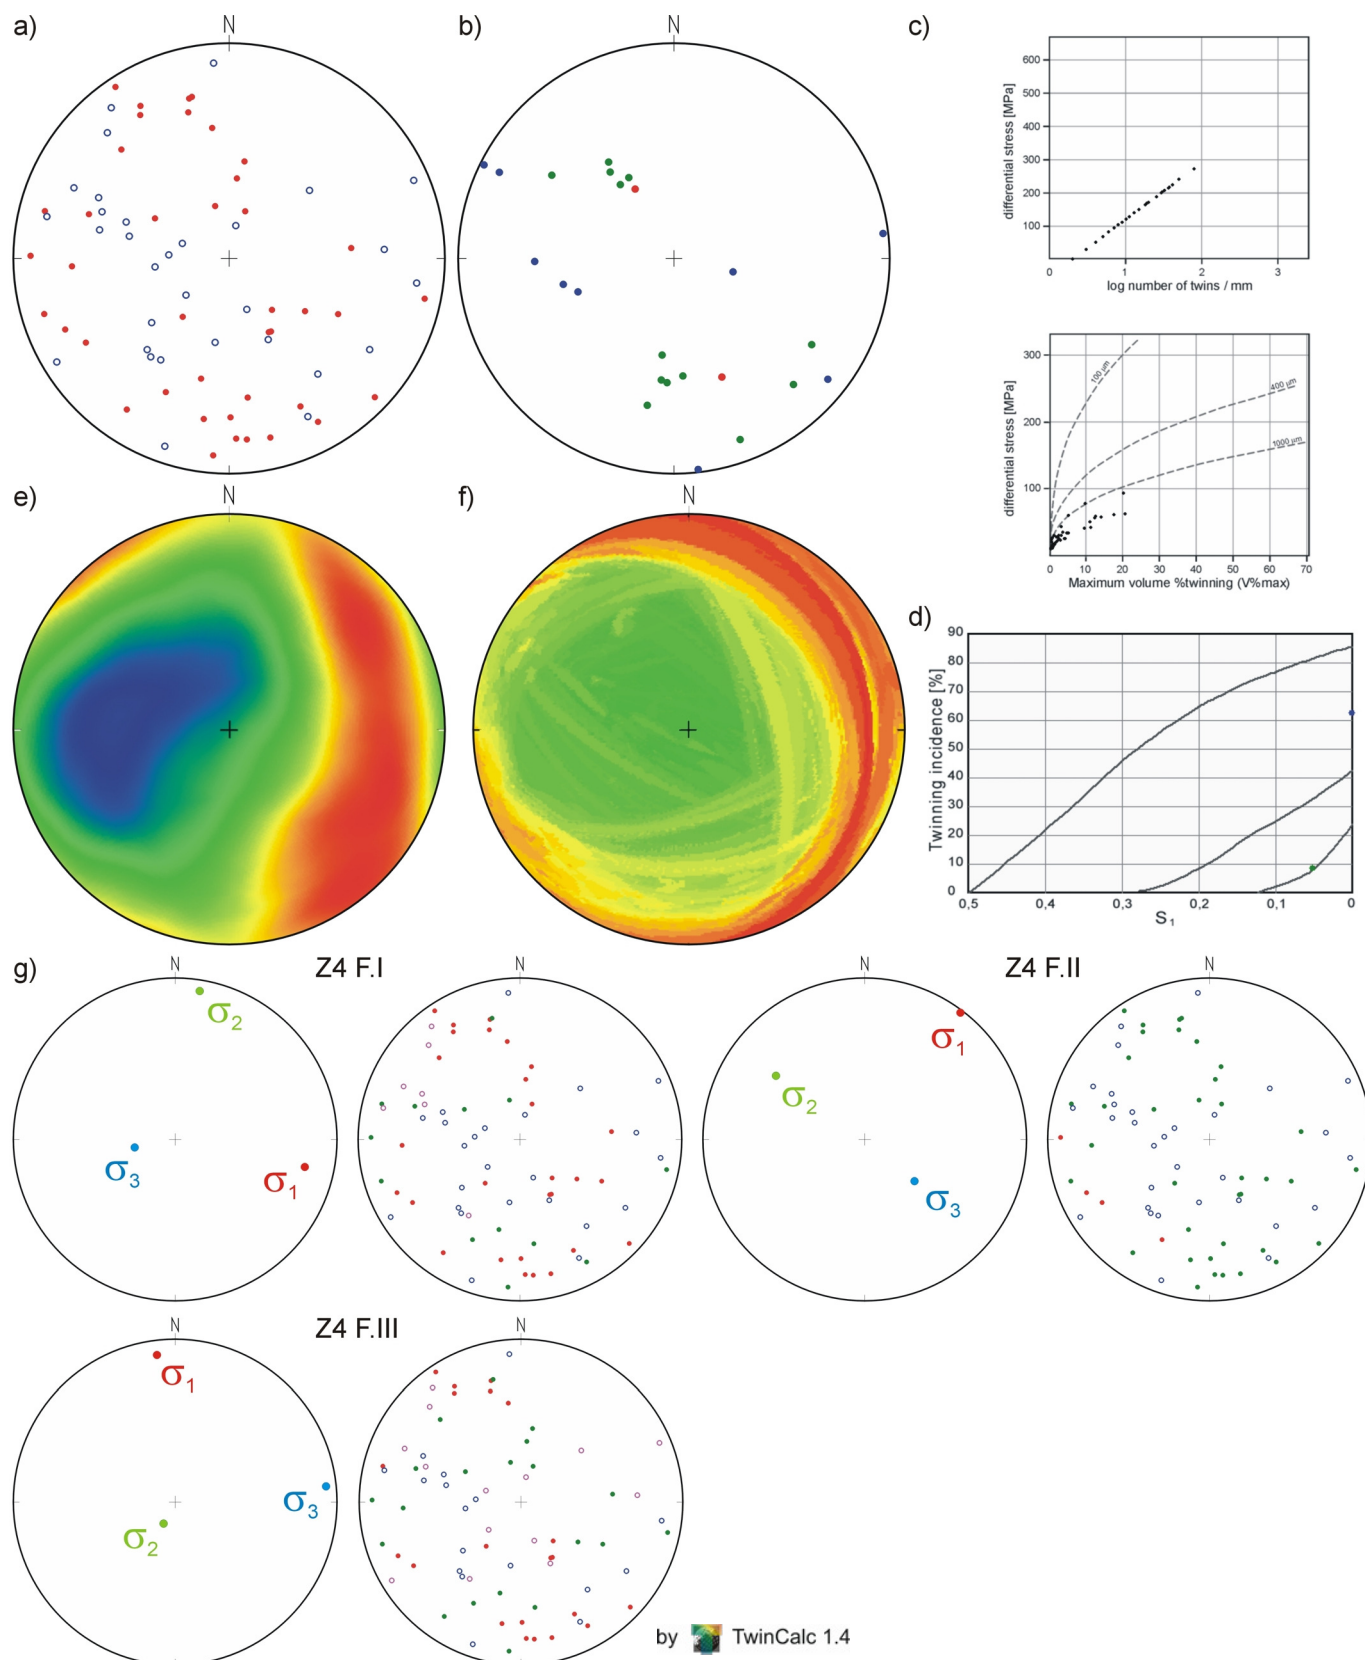 a)
N
b)
N
c)
differential stress [MPa]
600
500
400
300
200
100
0
1
2
3
log number of twins / mm
differential stress [MPa]
300
200
100
100 µm
400 µm
1000 µm
0
10
20
30
40
50
60
70
Maximum volume %twinning (V%max)
d)
Twinning incidence [%]
90
80
70
60
50
40
30
20
10
0
0,5
0,4
0,3
0,2
0,1
0
S1
e)
N
f)
N
g)
Z4 F.I
N
σ2
σ3
σ1
N
Z4 F.II
N
σ1
σ2
σ3
N
Z4 F.III
N
σ1
σ3
σ2
N
by TwinCalc 1.4